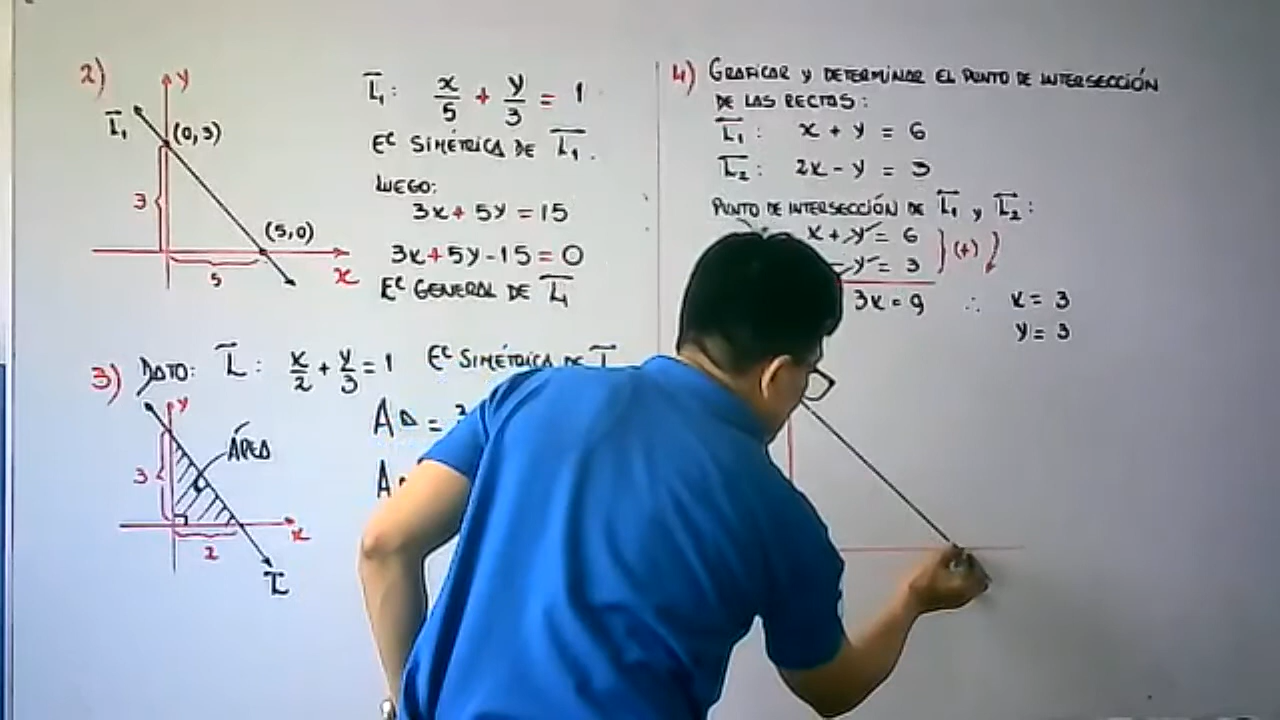 2)
y
L₁
(0,3)
3
(5,0)
5
x
L₁: x/5 + y/3 = 1
Eᶜ SIMÉTRICA DE L₁.
LUEGO:
3x+5y=15
3x+5y-15=0
Eᶜ GENERAL DE L₁
3) DATO: L: x/2 + y/3 = 1 Eᶜ SIMÉTRICA DE L
y
ÁREA
3
x
2
L
A△ =
A
4) GRAFICAR Y DETERMINAR EL PUNTO DE INTERSECCIÓN
DE LAS RECTAS:
L₁: x + y = 6
L₂: 2x - y = 3
PUNTO DE INTERSECCIÓN DE L₁ y L₂:
x + y = 6
- y = 3 (+)
3x = 9 ∴ x = 3
y = 3